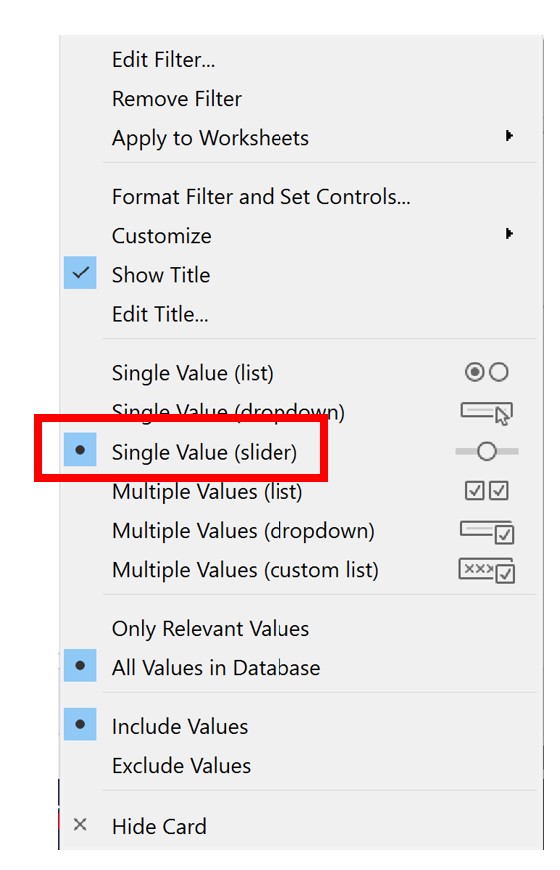 Edit Filter...
Remove Filter
Apply to Worksheets
Format Filter and Set Controls...
Customize
Show Title
Edit Title...
Single Value (list)
Single Value (dropdown)
Single Value (slider)
Multiple Values (list)
Multiple Values (dropdown)
Multiple Values (custom list)
Only Relevant Values
All Values in Database
Include Values
Exclude Values
Hide Card